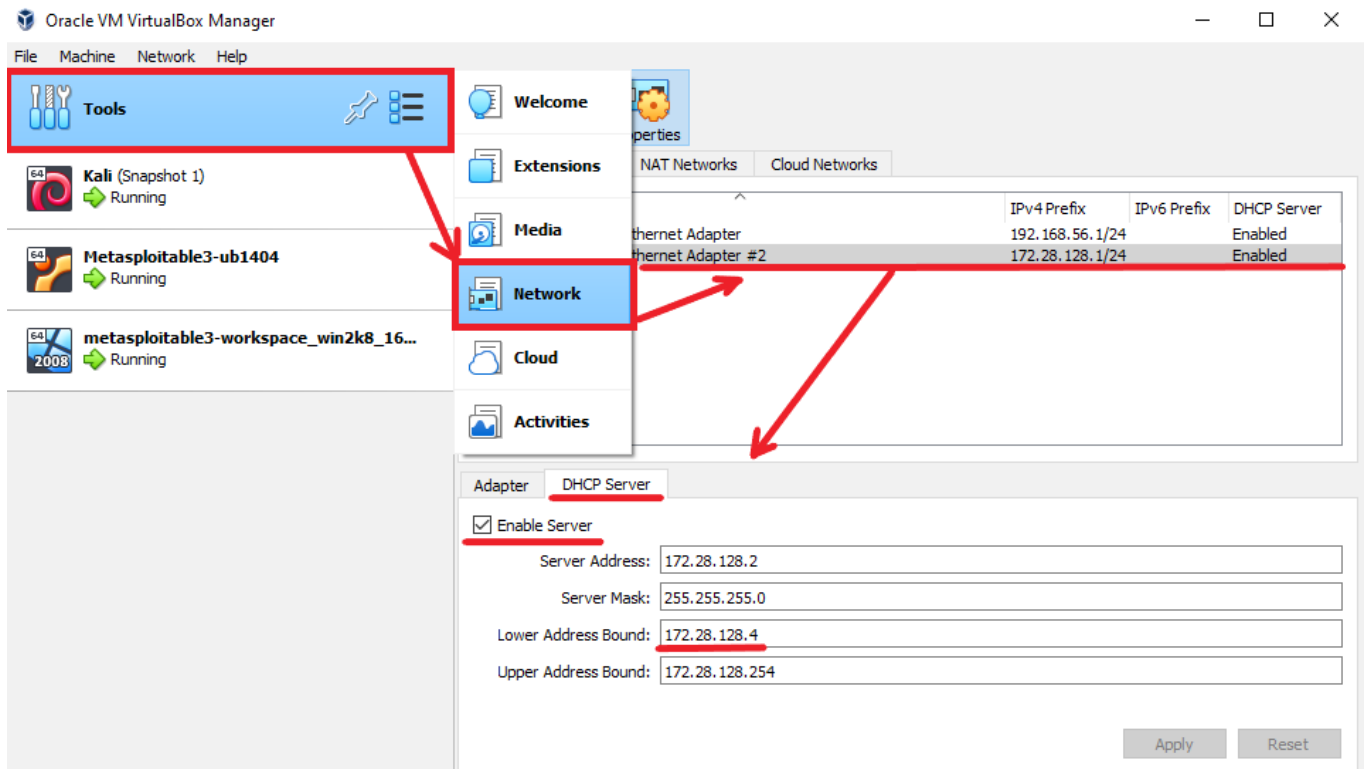 Oracle VM VirtualBox Manager
File Machine Network Help
Tools
64
Kali (Snapshot 1)
Running
64
Metasploitable3-ub1404
Running
64
2008
metasploitable3-workspace_win2k8_16...
Running
Welcome
Extensions
Media
Network
Cloud
Activities
perties
NAT Networks Cloud Networks
IPv4 Prefix IPv6 Prefix DHCP Server
thernet Adapter 192.168.56.1/24 Enabled
thernet Adapter #2 172.28.128.1/24 Enabled
Adapter DHCP Server
Enable Server
Server Address: 172.28.128.2
Server Mask: 255.255.255.0
Lower Address Bound: 172.28.128.4
Upper Address Bound: 172.28.128.254
Apply Reset